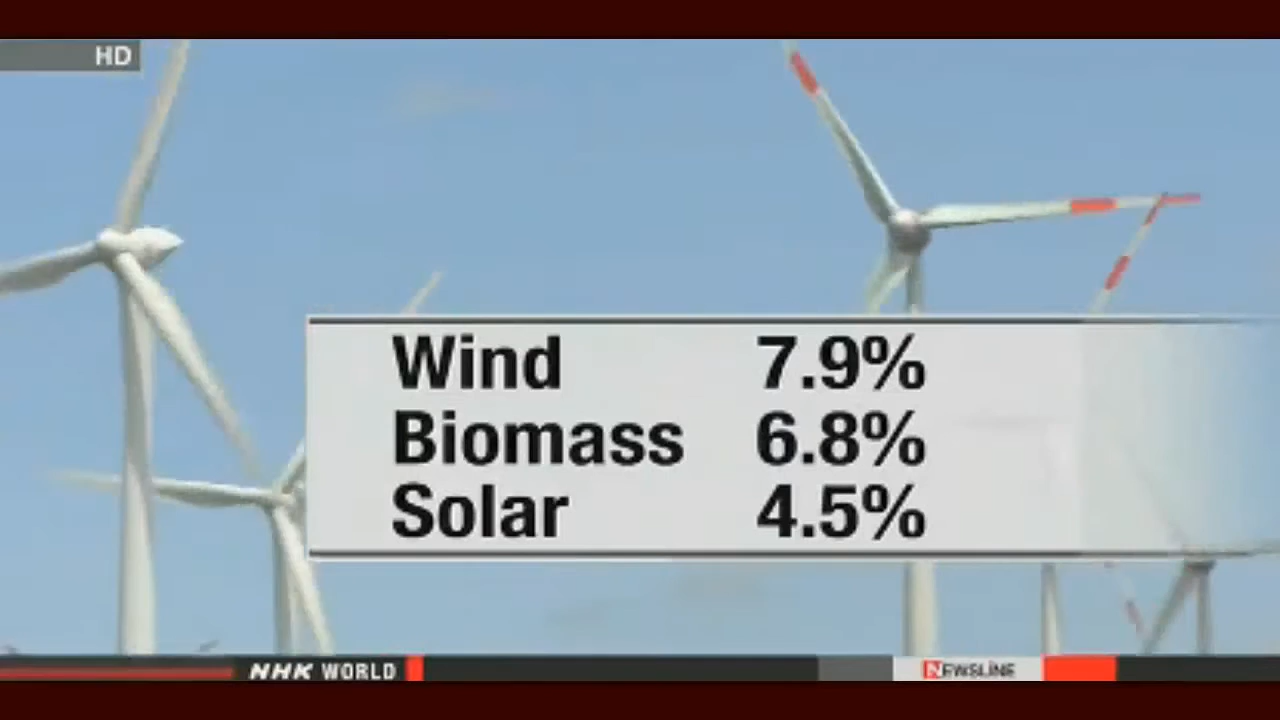 HD
Wind 7.9%
Biomass 6.8%
Solar 4.5%
NHK WORLD
NEWSLINE